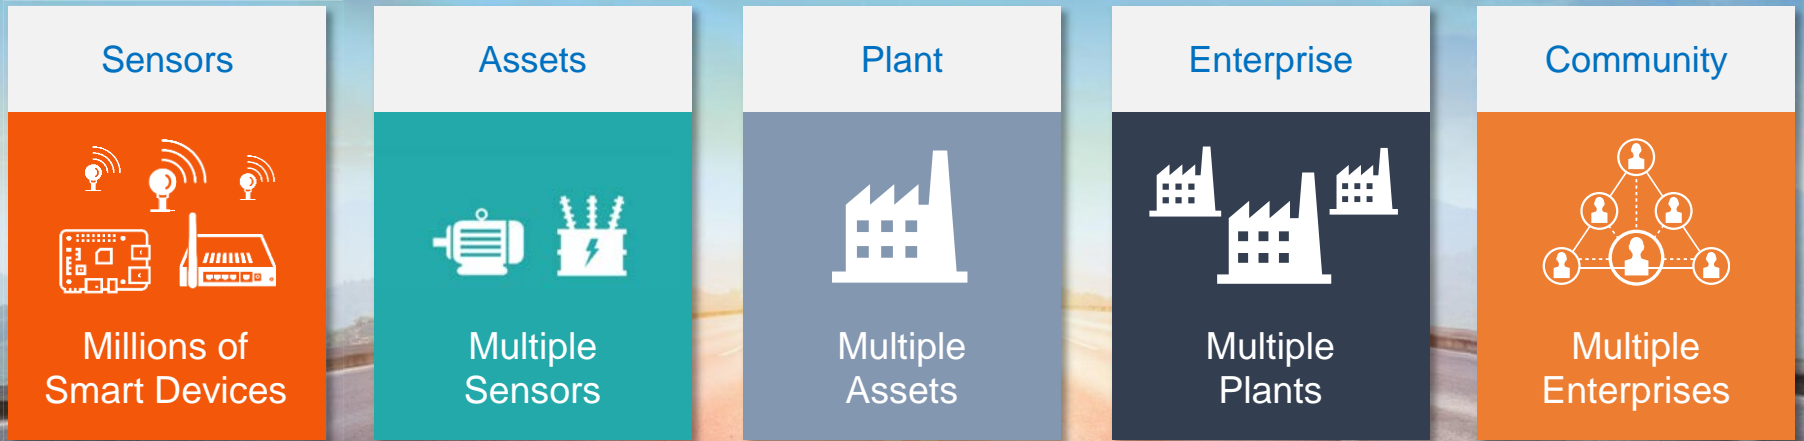 Sensors
Millions of
Smart Devices
Assets
Multiple
Sensors
Plant
Multiple
Assets
Enterprise
Multiple
Plants
Community
Multiple
Enterprises